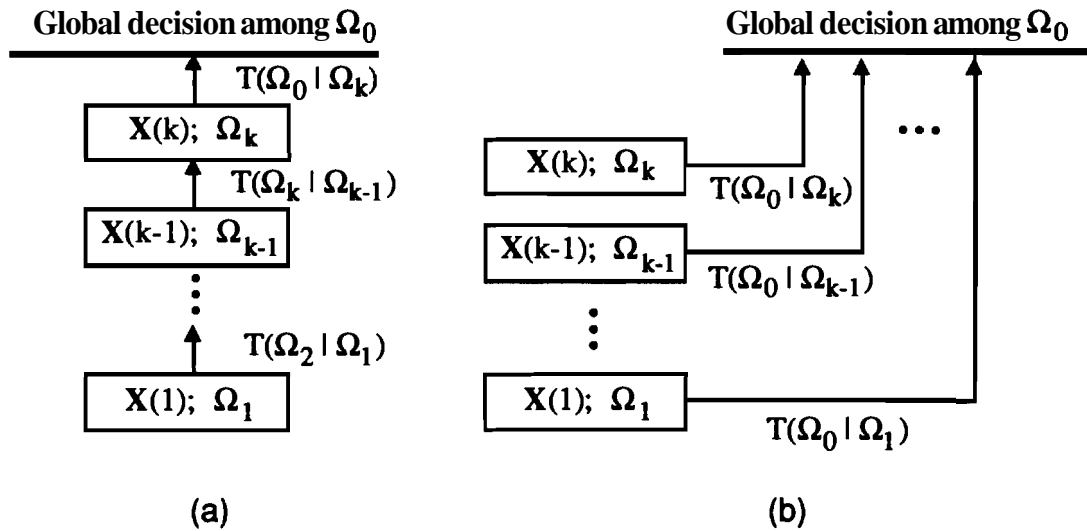 Global decision among Ω0
T(Ω0 | Ωk)
X(k); Ωk
T(Ωk | Ωk-1)
X(k-1); Ωk-1
T(Ω2 | Ω1)
X(1); Ω1
(a)
Global decision among Ω0
X(k); Ωk
T(Ω0 | Ωk)
X(k-1); Ωk-1
T(Ω0 | Ωk-1)
X(1); Ω1
T(Ω0 | Ω1)
(b)